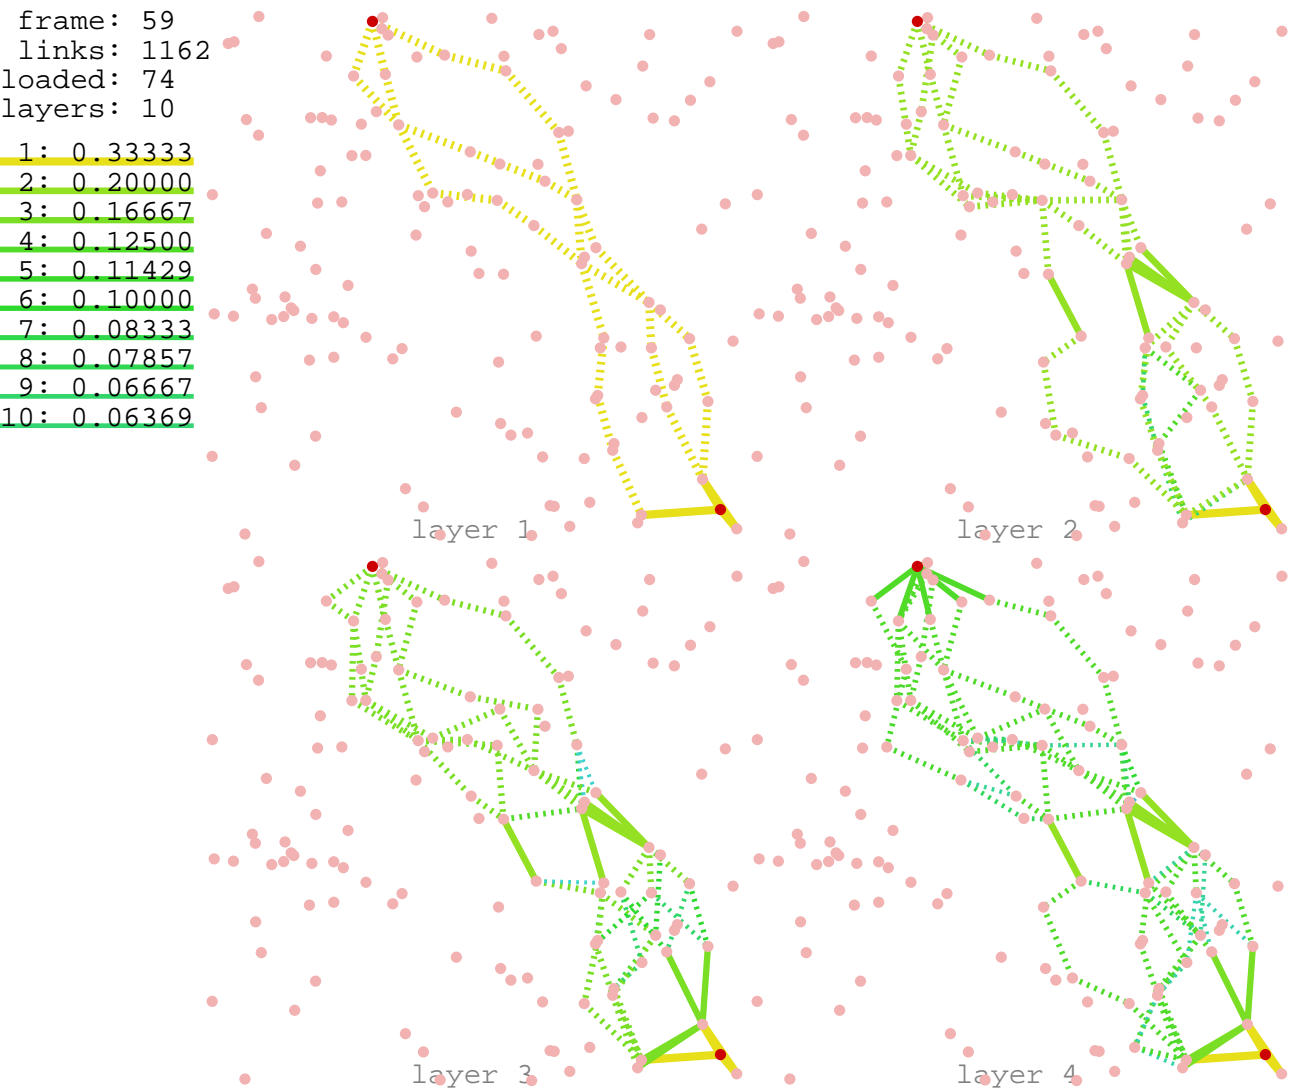 frame: 59
links: 1162
loaded: 74
layers: 10
1: 0.33333
2: 0.20000
3: 0.16667
4: 0.12500
5: 0.11429
6: 0.10000
7: 0.08333
8: 0.07857
9: 0.06667
10: 0.06369
layer 1
layer 2
layer 3
layer 4